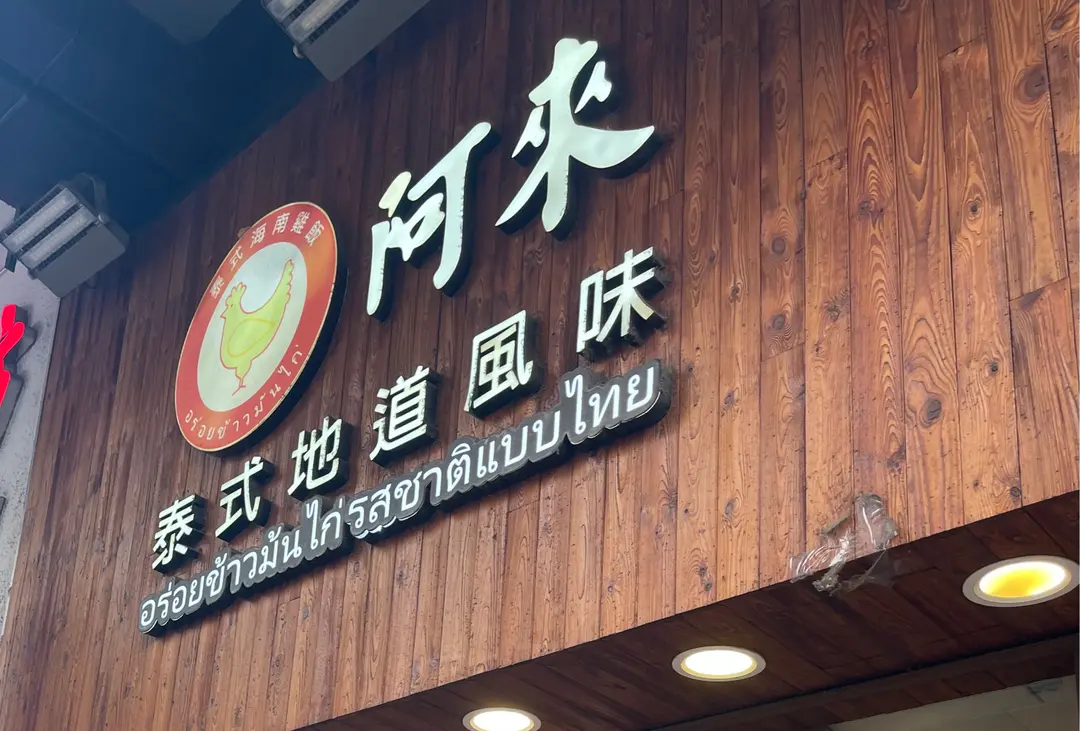 阿來
泰式海南雞飯
อร่อยข้าวมันไก่
泰式地道風味
อร่อยข้าวมันไก่รสชาติแบบไทย